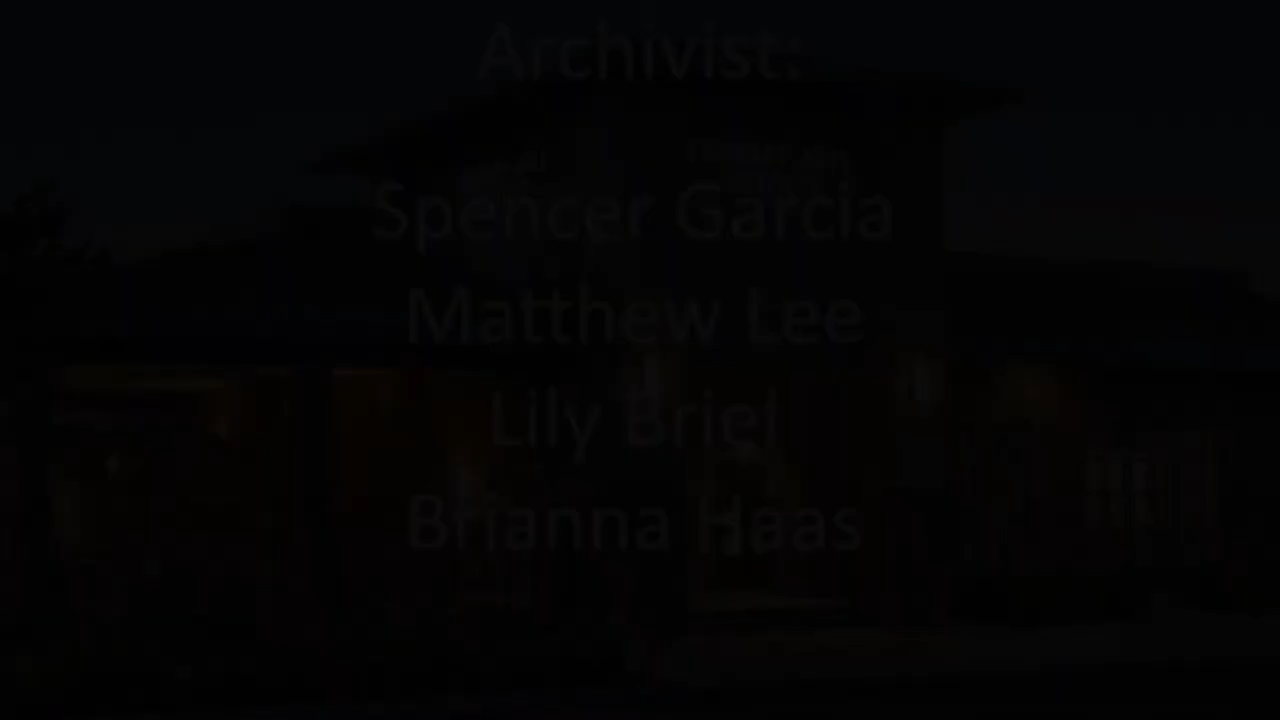 Archivist:
Spencer Garcia
Matthew Lee
Lily Briel
Brianna Haas